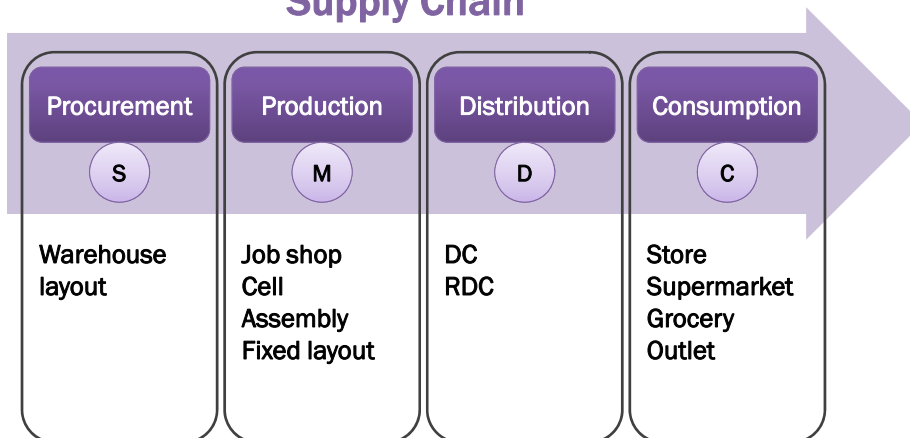 Supply Chain
Procurement
Production
Distribution
Consumption
S
M
D
C
Warehouse
layout
Job shop
Cell
Assembly
Fixed layout
DC
RDC
Store
Supermarket
Grocery
Outlet